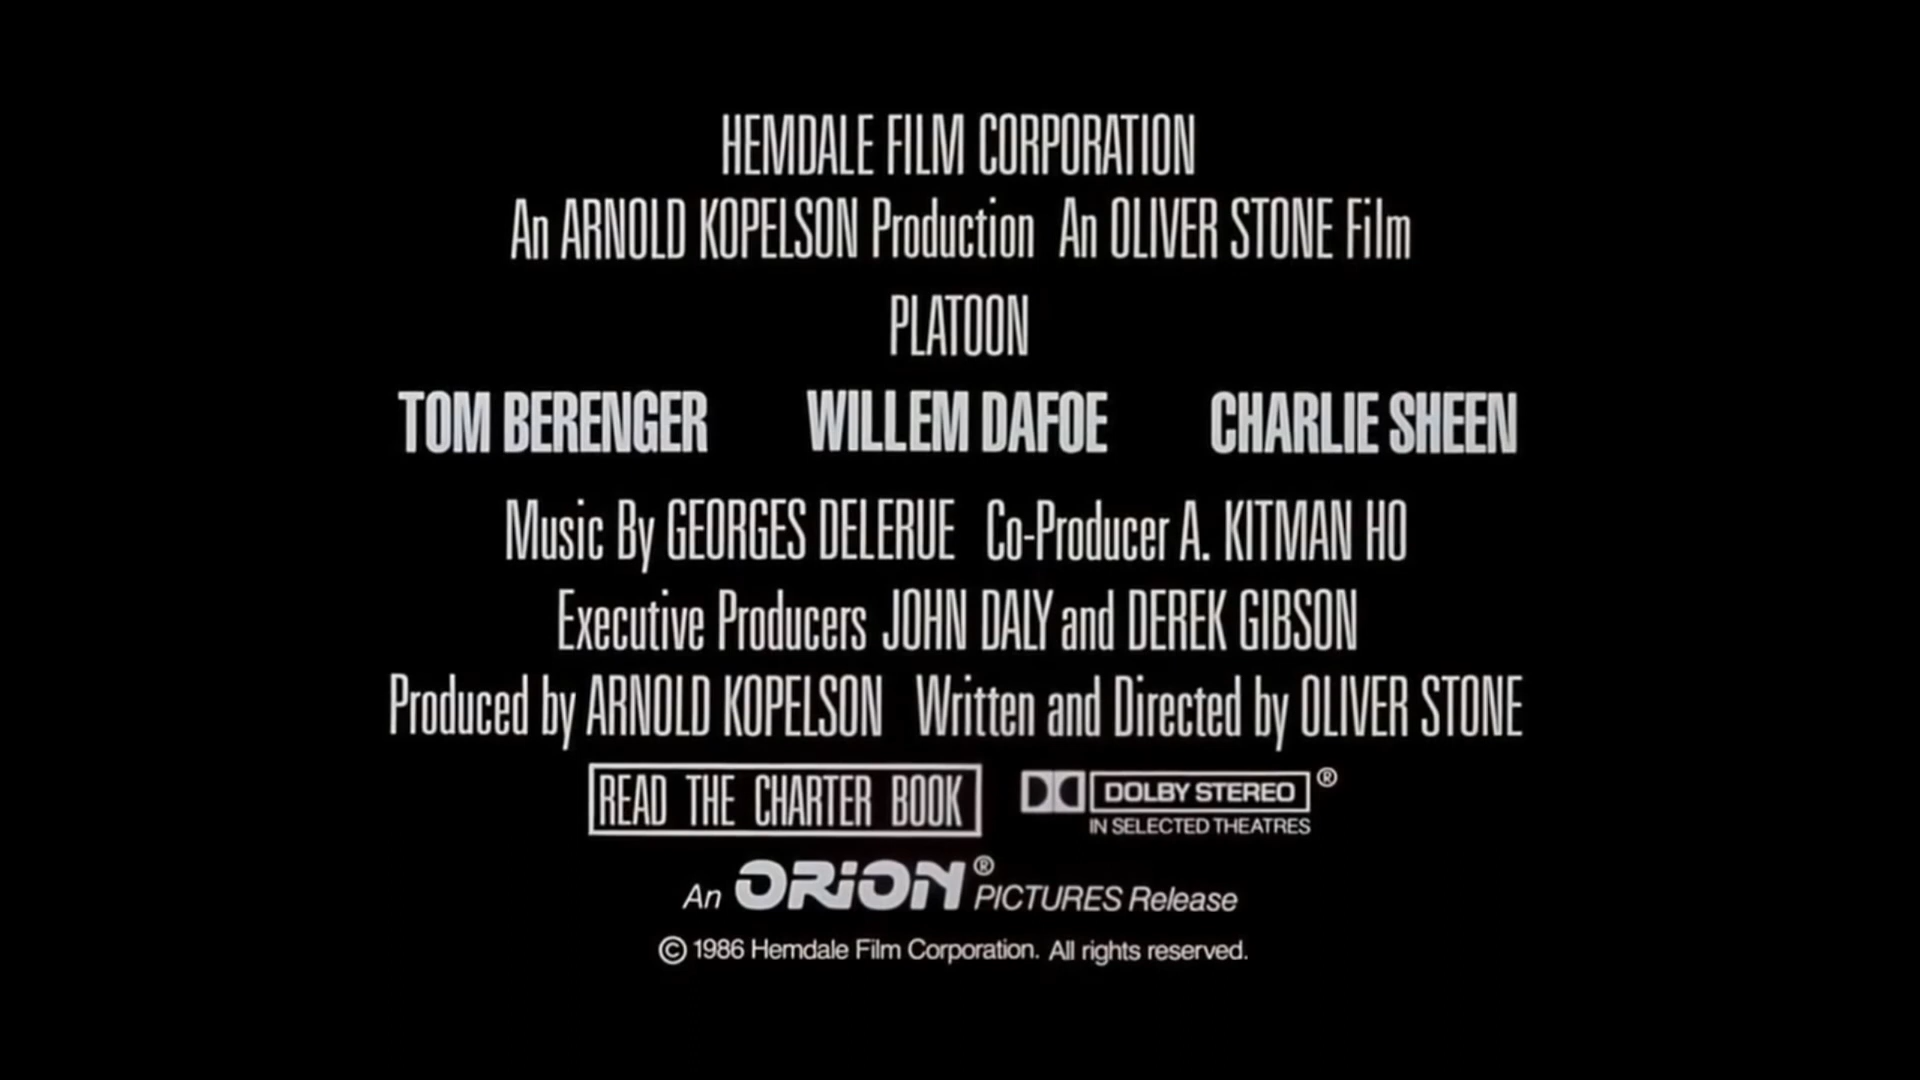 HEMDALE FILM CORPORATION
An ARNOLD KOPELSON Production An OLIVER STONE Film
PLATOON
TOM BERENGER WILLEM DAFOE CHARLIE SHEEN
Music By GEORGES DELERUE Co-Producer A. KITMAN HO
Executive Producers JOHN DALY and DEREK GIBSON
Produced by ARNOLD KOPELSON Written and Directed by OLIVER STONE
READ THE CHARTER BOOK DOLBY STEREO ®
IN SELECTED THEATRES
An ORION ® PICTURES Release
© 1986 Hemdale Film Corporation. All rights reserved.